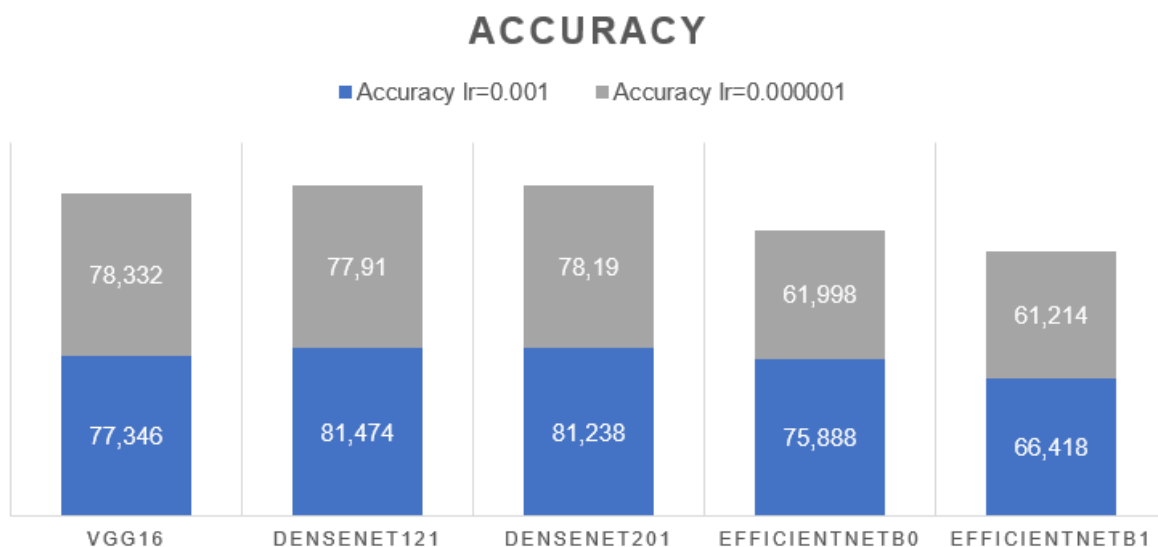 ACCURACY
Accuracy lr=0.001 Accuracy lr=0.000001
78,332 77,91 78,19 61,998 61,214
77,346 81,474 81,238 75,888 66,418
VGG16 DENSENET121 DENSENET201 EFFICIENTNETB0 EFFICIENTNETB1